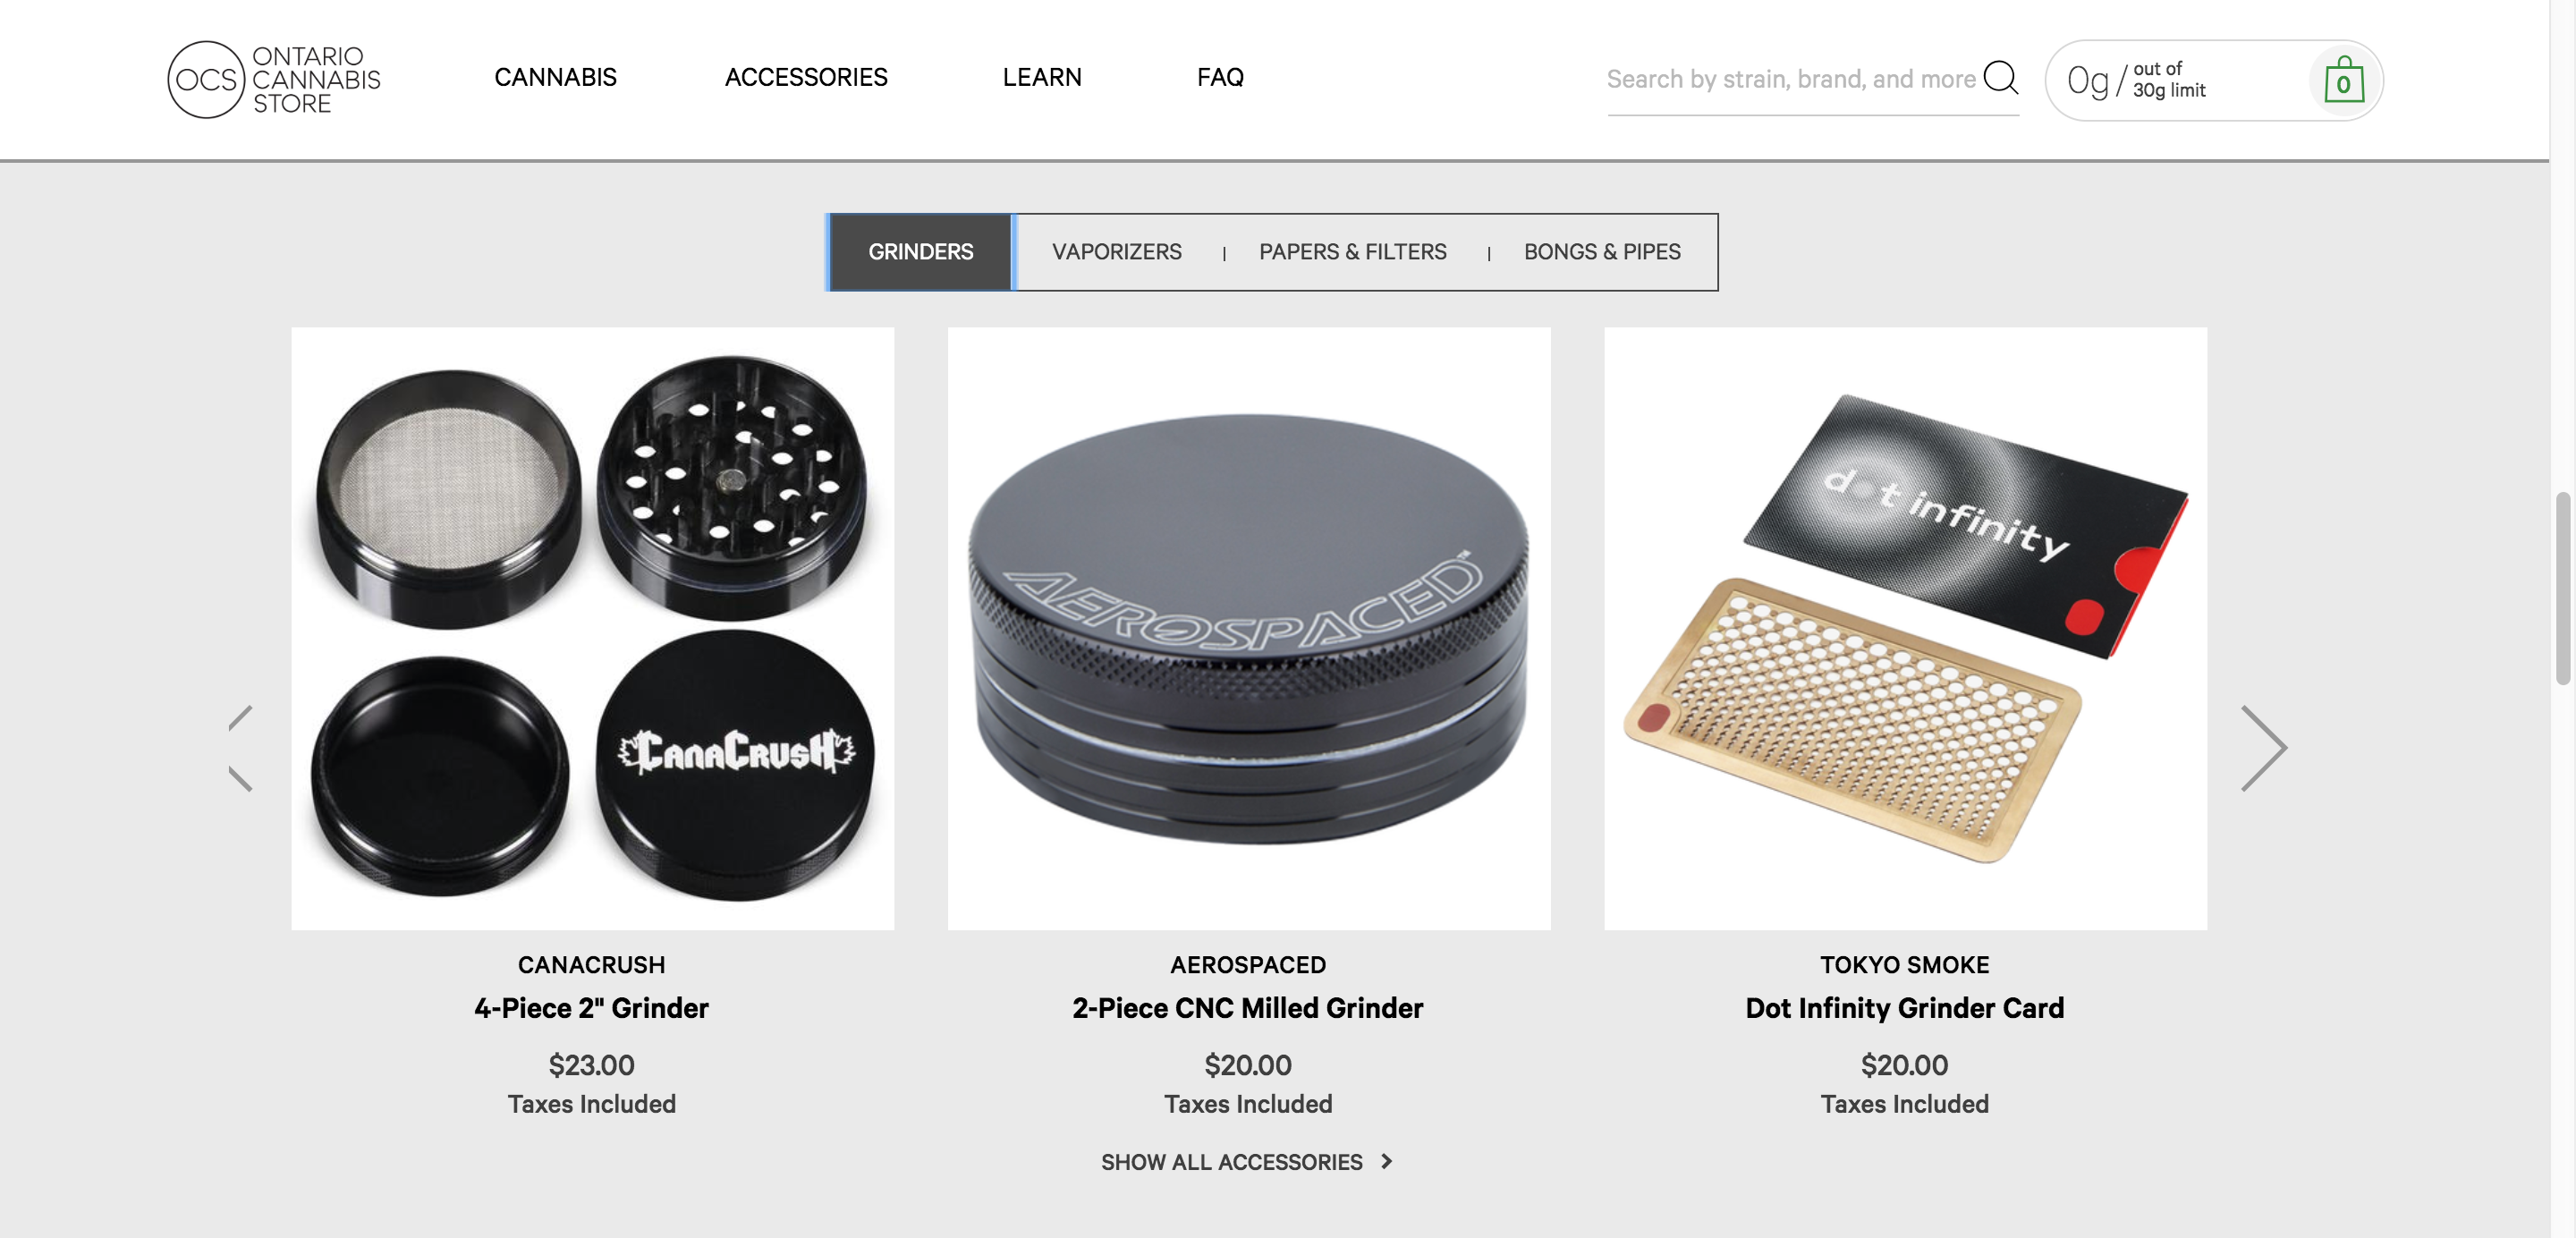 OCS
ONTARIO
CANNABIS
STORE
CANNABIS
ACCESSORIES
LEARN
FAQ
Search by strain, brand, and more
0g / out of
30g limit
0
GRINDERS
VAPORIZERS | PAPERS & FILTERS | BONGS & PIPES
CANACRUSH
AEROSPACED™
dot infinity
CANACRUSH
4-Piece 2" Grinder
$23.00
Taxes Included
AEROSPACED
2-Piece CNC Milled Grinder
$20.00
Taxes Included
TOKYO SMOKE
Dot Infinity Grinder Card
$20.00
Taxes Included
SHOW ALL ACCESSORIES >